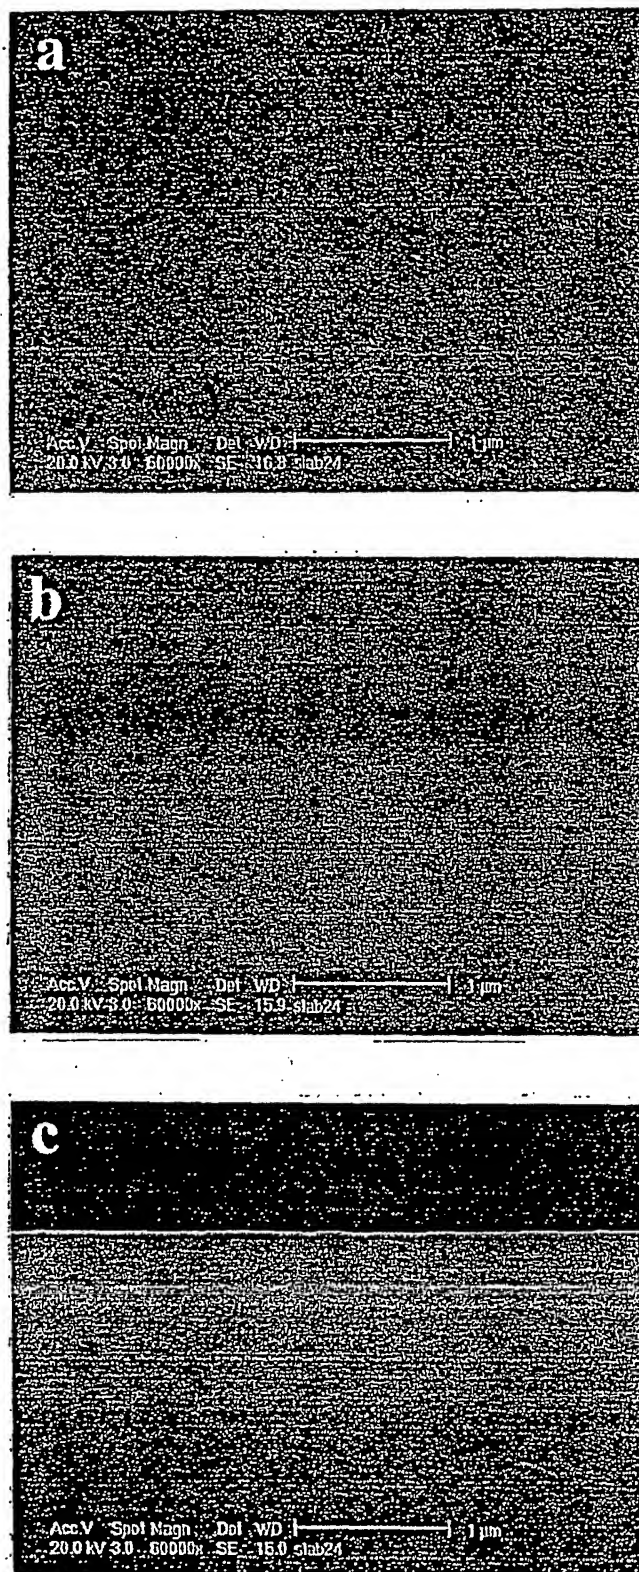 a
Acc.V Spot Magn Det WD 1 µm
20.0 kV 3.0 60000x SE 16.8 slab24
b
Acc.V Spot Magn Det WD 1 µm
20.0 kV 3.0 60000x SE 15.9 slab24
c
Acc.V Spot Magn Det WD 1 µm
20.0 kV 3.0 60000x SE 16.0 slab24